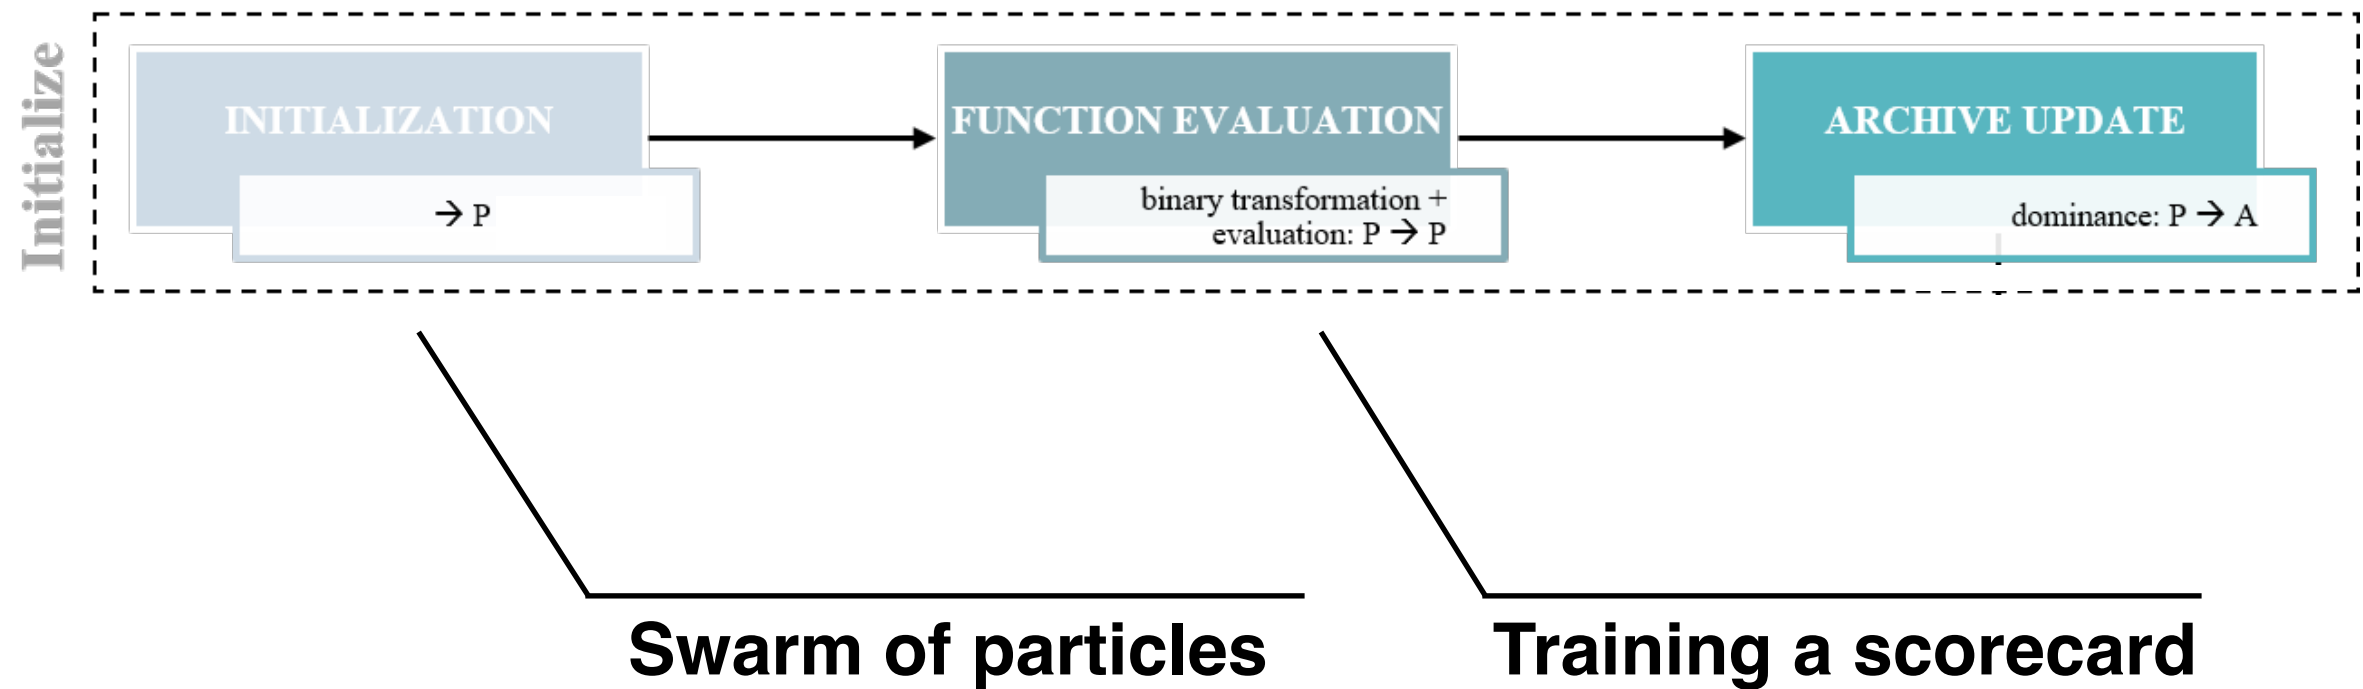 Initialize
INITIALIZATION
→ P
FUNCTION EVALUATION
binary transformation +
evaluation: P → P
ARCHIVE UPDATE
dominance: P → A
Swarm of particles
Training a scorecard